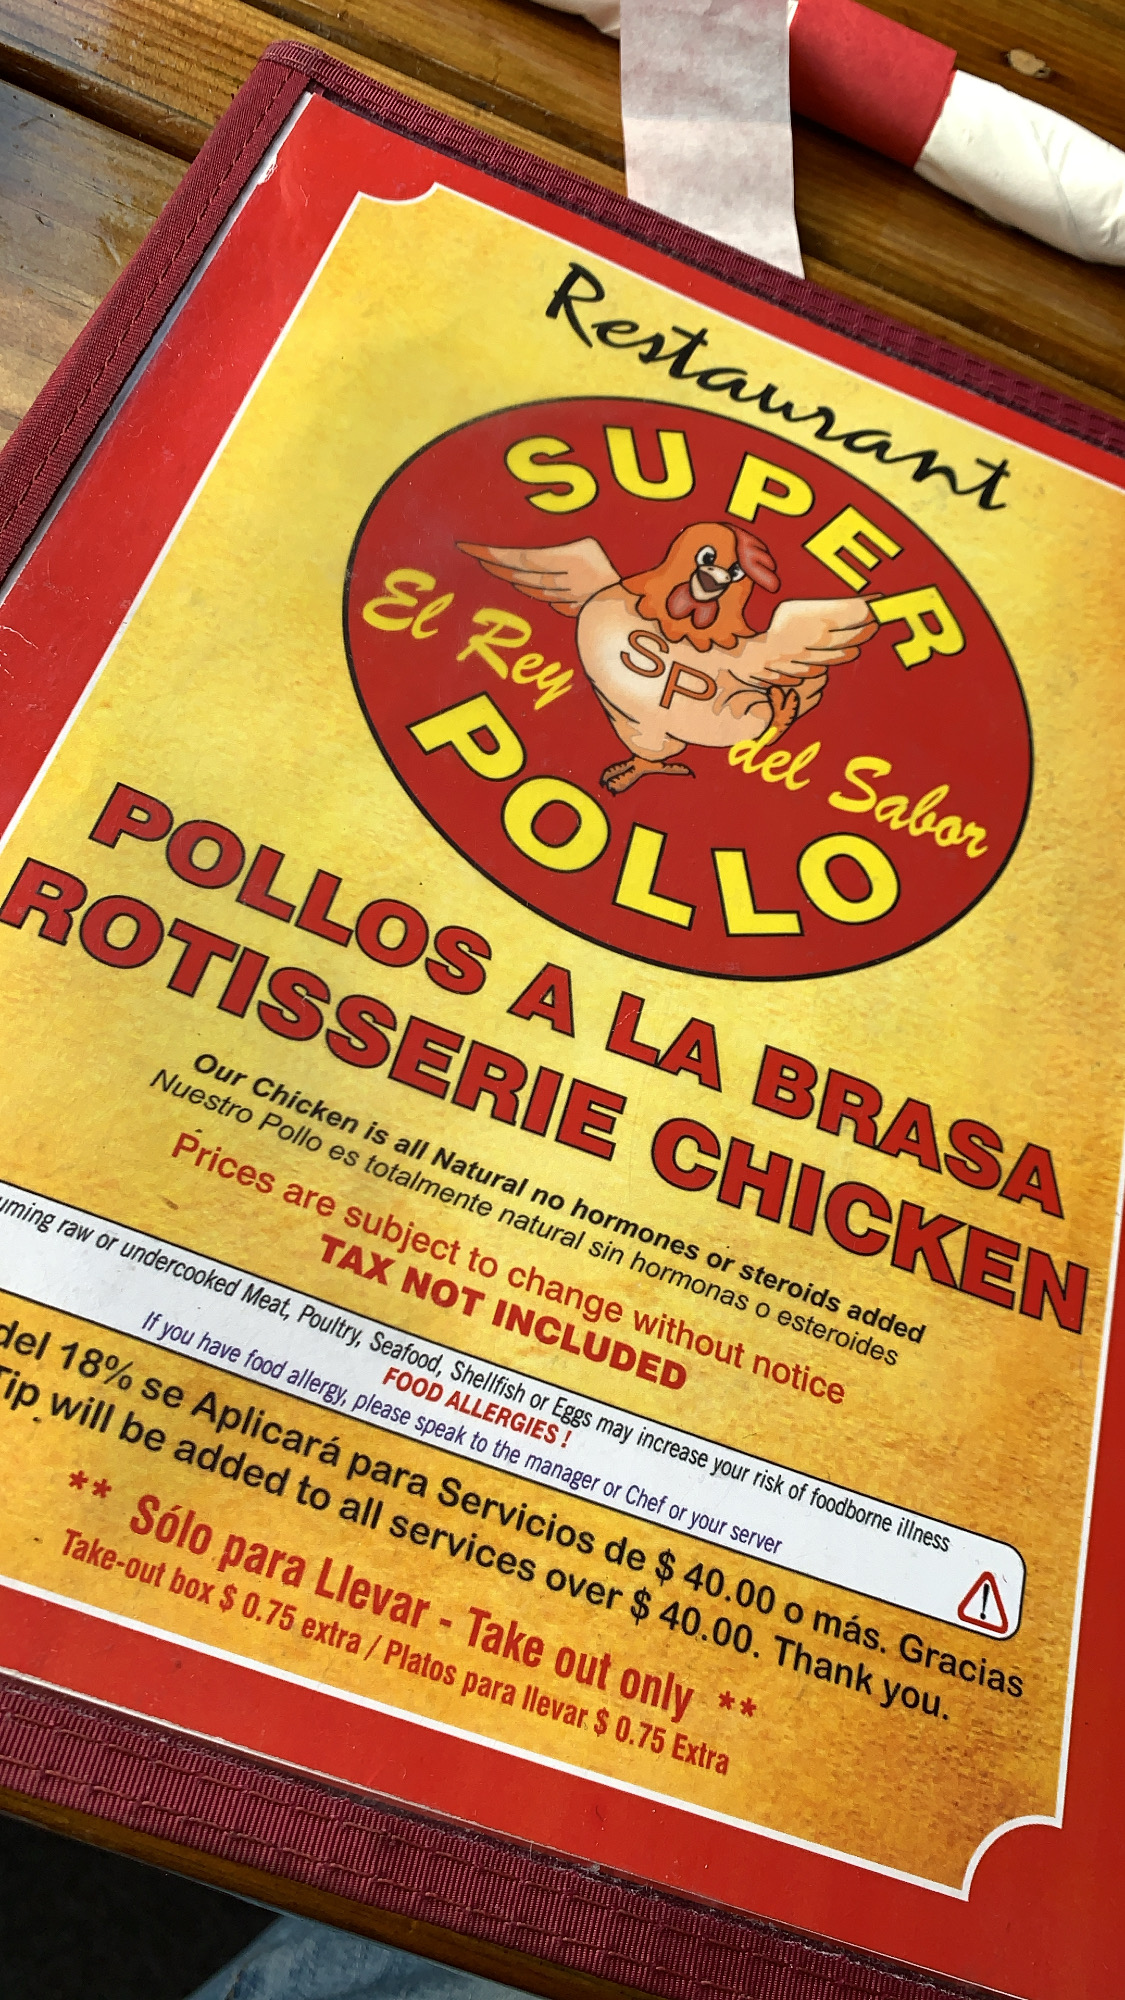 Restaurant
SUPER
El Rey
SP
del Sabor
POLLO
POLLOS A LA BRASA
ROTISSERIE CHICKEN
Our Chicken is all Natural no hormones or steroids added
Nuestro Pollo es totalmente natural sin hormonas o esteroides
Prices are subject to change without notice
TAX NOT INCLUDED
raw or undercooked Meat, Poultry, Seafood, Shellfish or Eggs may increase your risk of foodborne illness
FOOD ALLERGIES !
If you have food allergy, please speak to the manager or Chef or your server
del 18% se Aplicará para Servicios de $ 40.00 o más. Gracias
Tip will be added to all services over $ 40.00. Thank you.
** Sólo para Llevar - Take out only **
Take-out box $ 0.75 extra / Platos para llevar $ 0.75 Extra